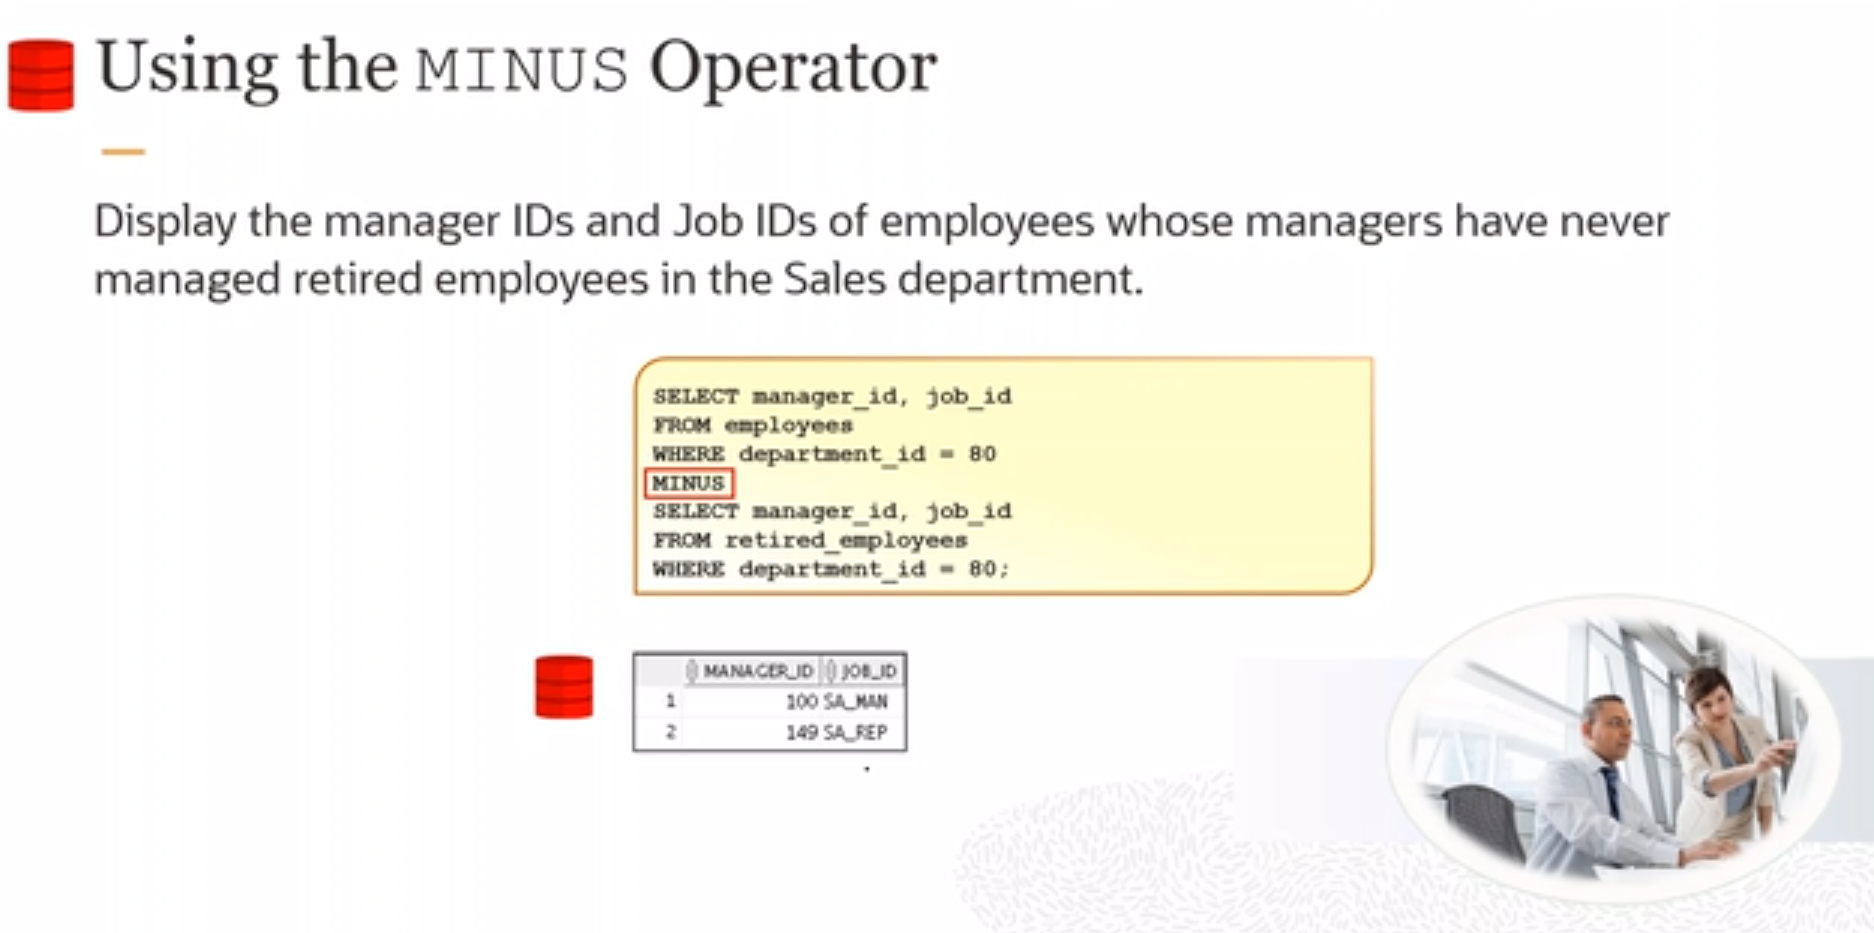 Using the MINUS Operator
Display the manager IDs and Job IDs of employees whose managers have never
managed retired employees in the Sales department.
SELECT manager_id, job_id
FROM employees
WHERE department_id = 80
MINUS
SELECT manager_id, job_id
FROM retired_employees
WHERE department_id = 80;
MANAGER_ID JOB_ID
1 100 SA_MAN
2 149 SA_REP